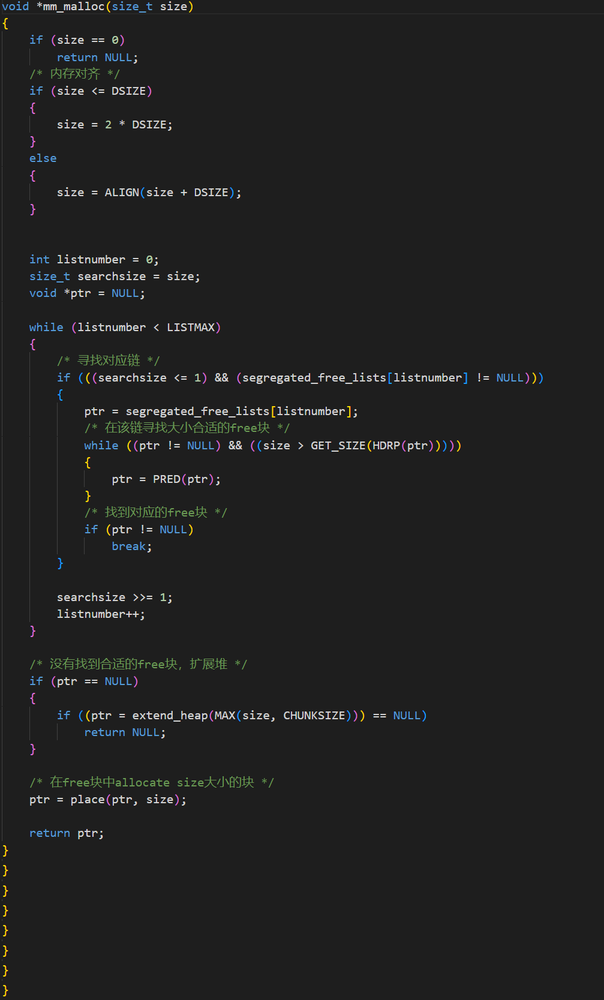 void *mm_malloc(size_t size)
{
    if (size == 0)
        return NULL;
    /* 内存对齐 */
    if (size <= DSIZE)
    {
        size = 2 * DSIZE;
    }
    else
    {
        size = ALIGN(size + DSIZE);
    }


    int listnumber = 0;
    size_t searchsize = size;
    void *ptr = NULL;

    while (listnumber < LISTMAX)
    {
        /* 寻找对应链 */
        if (((searchsize <= 1) && (segregated_free_lists[listnumber] != NULL)))
        {
            ptr = segregated_free_lists[listnumber];
            /* 在该链寻找大小合适的free块 */
            while ((ptr != NULL) && ((size > GET_SIZE(HDRP(ptr)))))
            {
                ptr = PRED(ptr);
            }
            /* 找到对应的free块 */
            if (ptr != NULL)
                break;
        }

        searchsize >>= 1;
        listnumber++;
    }

    /* 没有找到合适的free块，扩展堆 */
    if (ptr == NULL)
    {
        if ((ptr = extend_heap(MAX(size, CHUNKSIZE))) == NULL)
            return NULL;
    }

    /* 在free块中allocate size大小的块 */
    ptr = place(ptr, size);

    return ptr;
}
}
}
}
}
}
}
}